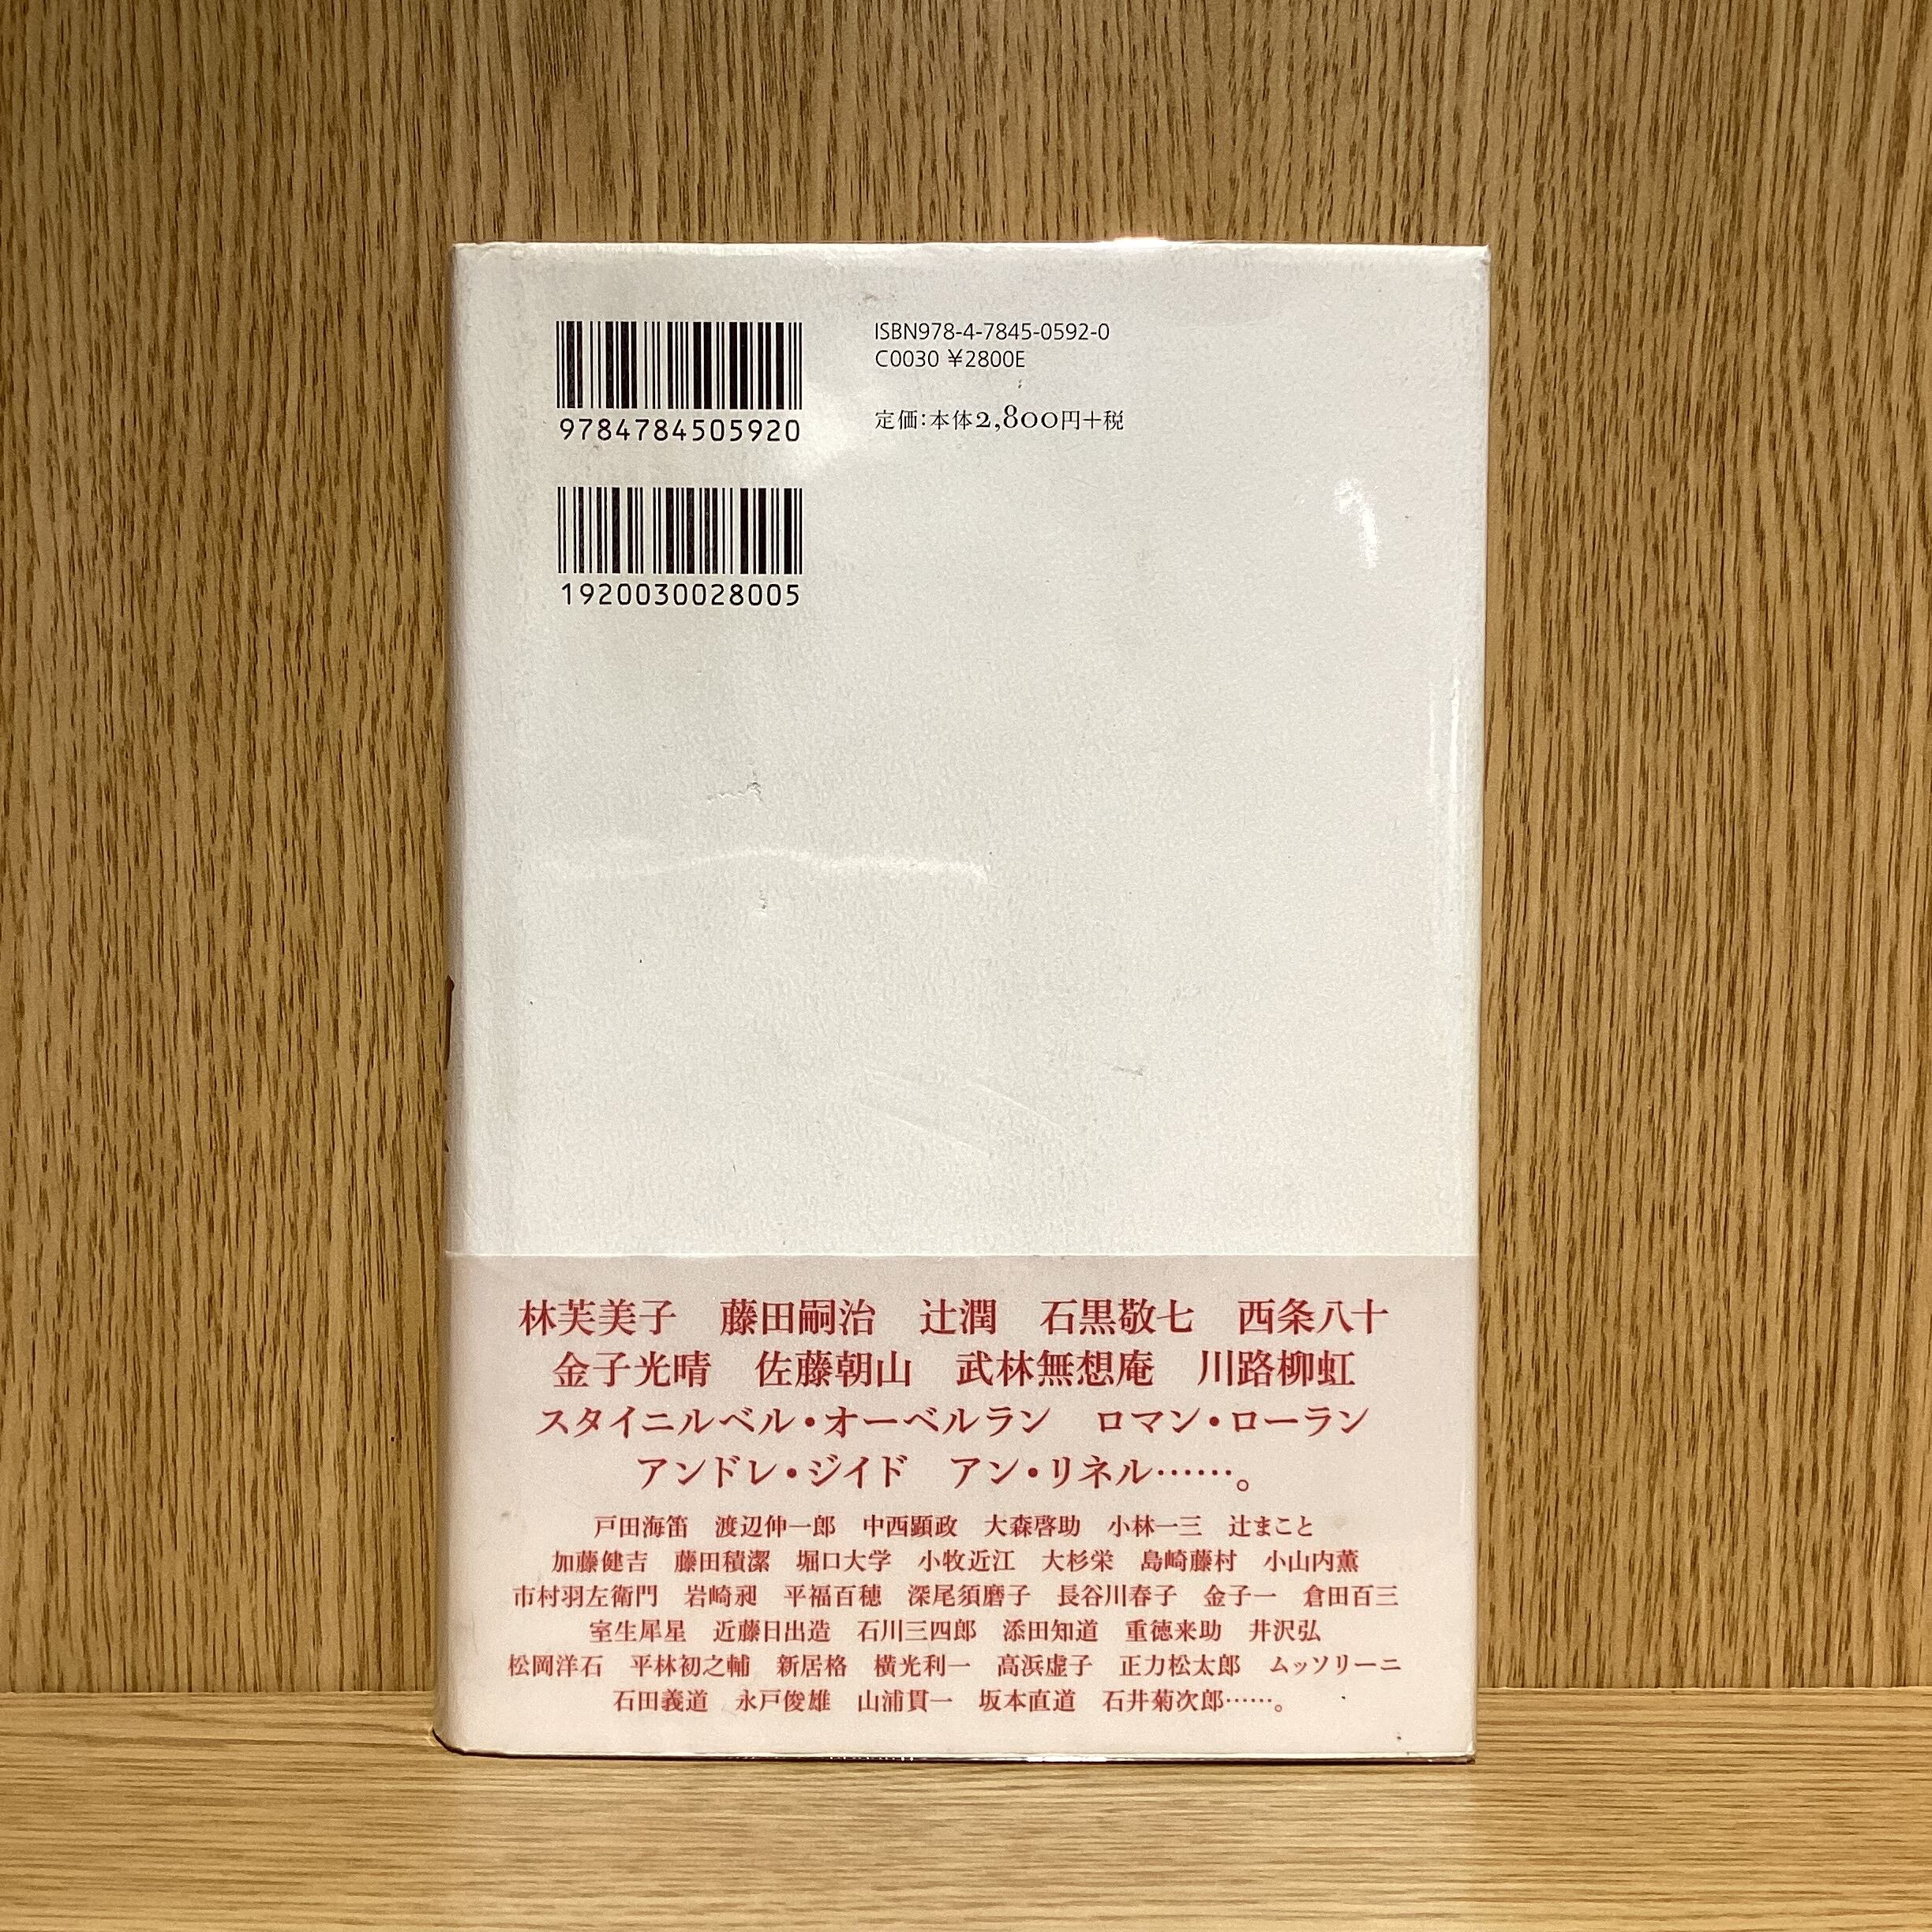 ISBN978-4-7845-0592-0
C0030 ¥2800E
定価：本体2,800円＋税
9784784505920
1920030028005
林芙美子　藤田嗣治　辻潤　石黒敬七　西条八十
金子光晴　佐藤朝山　武林無想庵　川路柳虹
スタイニルベル・オーベルラン　ロマン・ローラン
アンドレ・ジイド　アン・リネル……。
戸田海笛　渡辺伸一郎　中西顕政　大森啓助　小林一三　辻まこと
加藤健吉　藤田積潔　堀口大学　小牧近江　大杉栄　島崎藤村　小山内薫
市村羽左衛門　岩崎昶　平福百穂　深尾須磨子　長谷川春子　金子一　倉田百三
室生犀星　近藤日出造　石川三四郎　添田知道　重徳来助　井沢弘
松岡洋石　平林初之輔　新居格　横光利一　高浜虚子　正力松太郎　ムッソリーニ
石田義道　永戸俊雄　山浦貫一　坂本直道　石井菊次郎……。